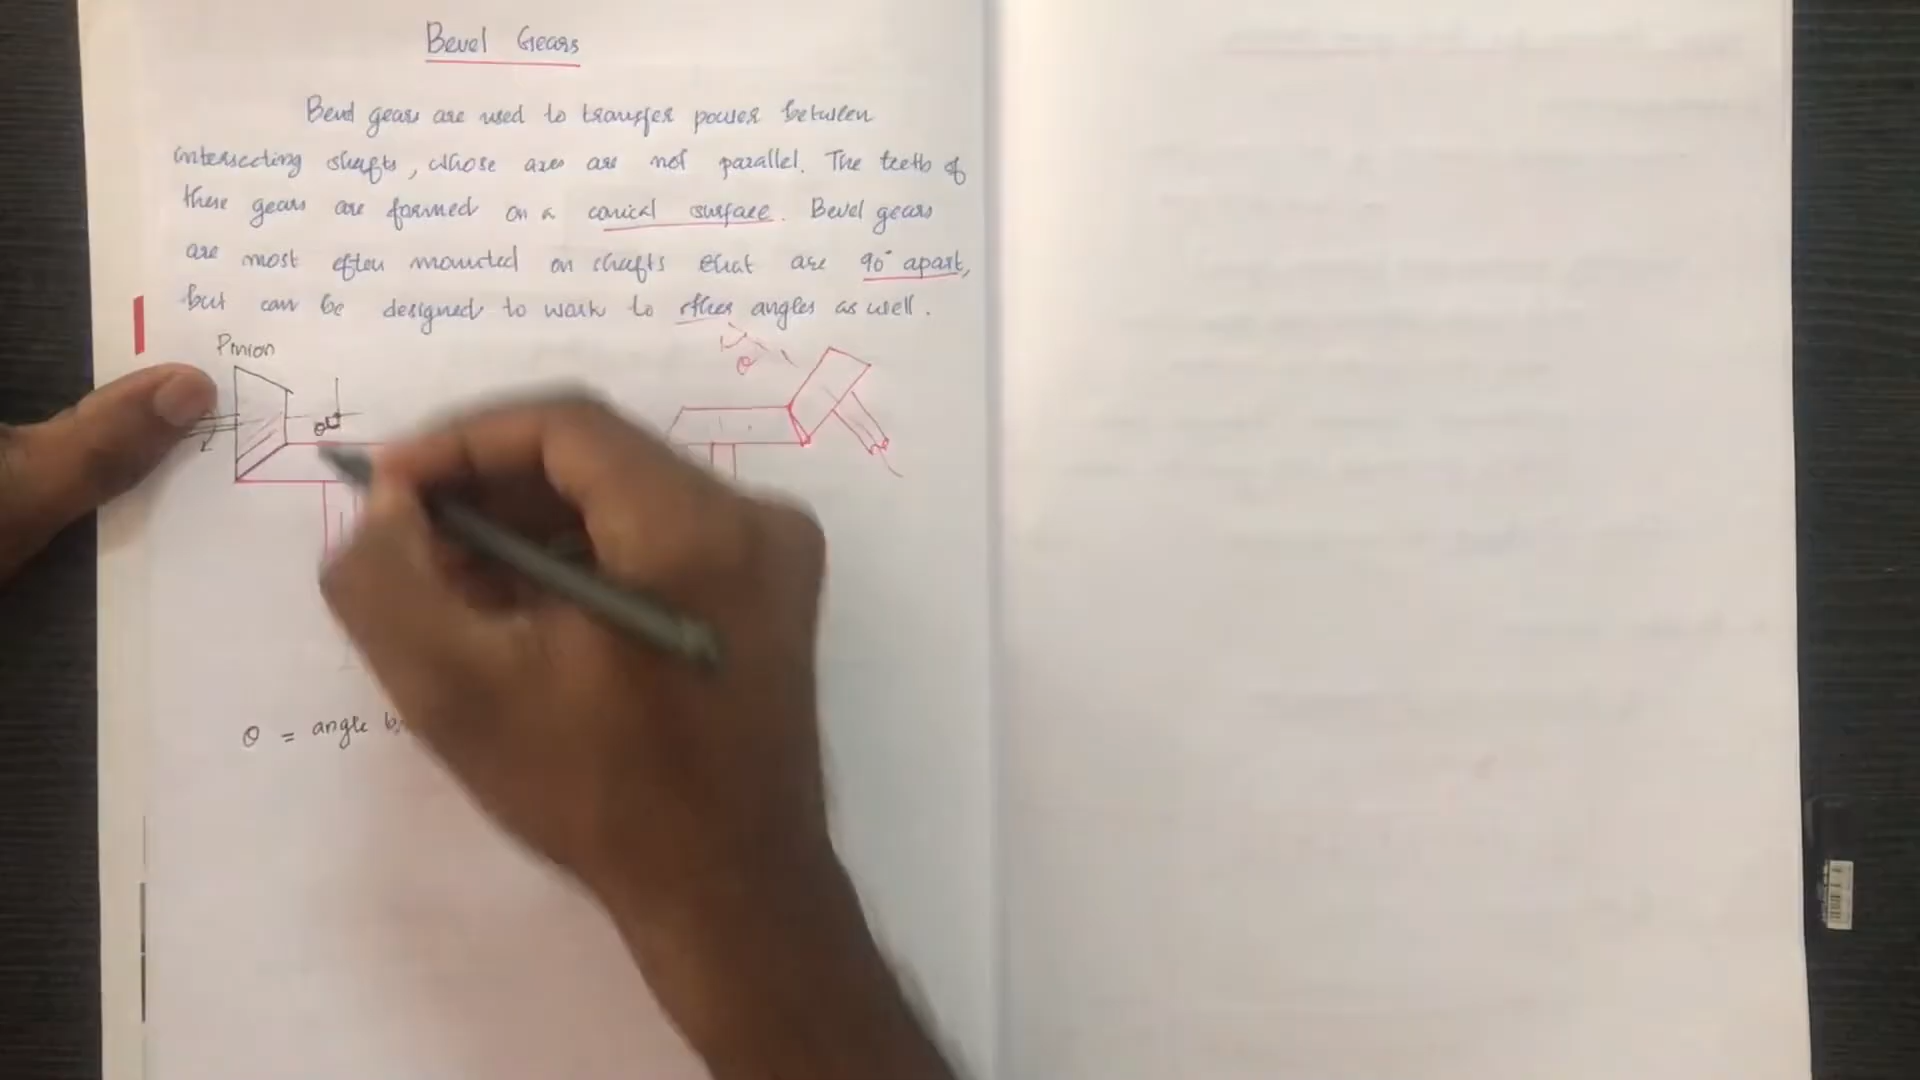 Bevel Gears
Bevel gears are used to transfer power between
intersecting shafts, whose axes are not parallel. The teeth of
these gears are formed on a conical surface. Bevel gears
are most often mounted on shafts that are 90° apart,
but can be designed to work to other angles as well.
Pinion
θ
θ
θ = angle